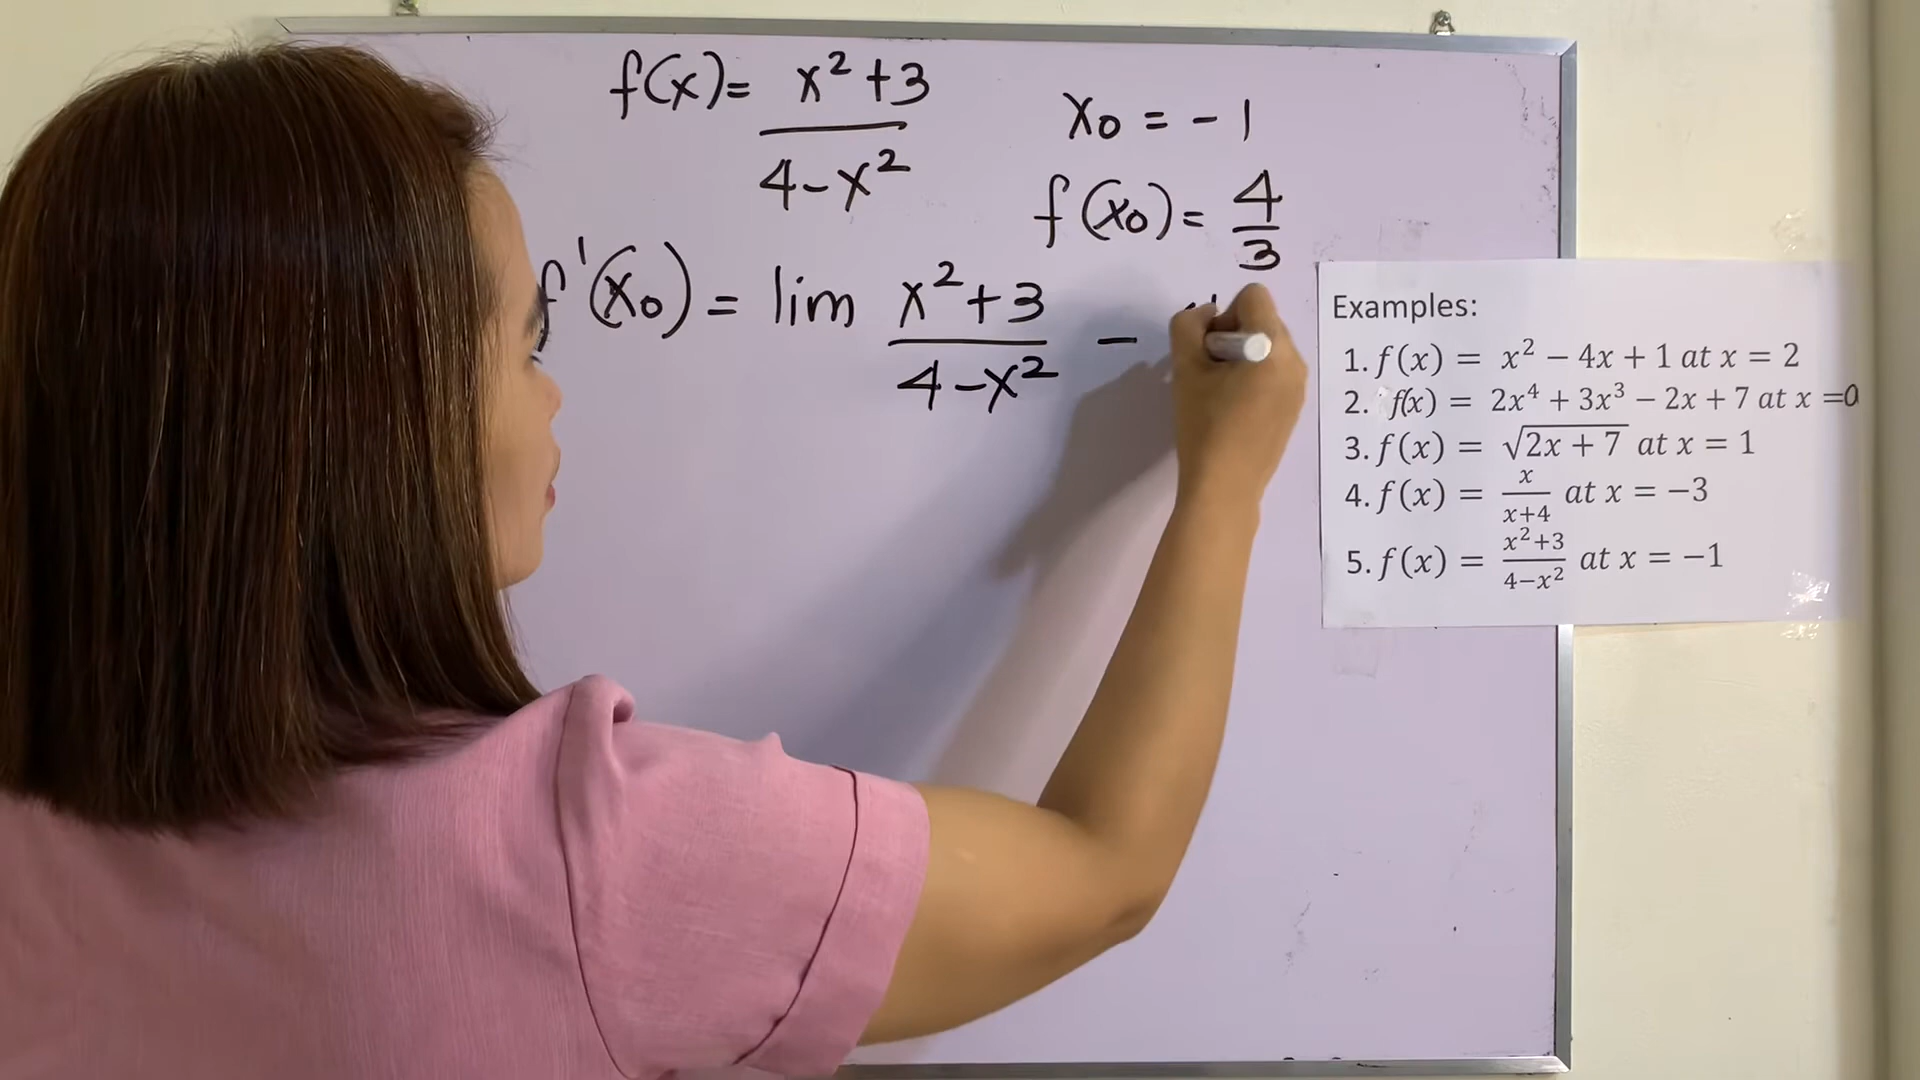 f(x) = x² + 3
4 - x²
x₀ = -1
f(x₀) = 4/3
f'(x₀) = lim x² + 3 -
4 - x²
Examples:
1. f(x) = x² − 4x + 1 at x = 2
2. f(x) = 2x⁴ + 3x³ − 2x + 7 at x = 0
3. f(x) = √(2x + 7) at x = 1
4. f(x) = x/(x+4) at x = −3
5. f(x) = (x²+3)/(4−x²) at x = −1